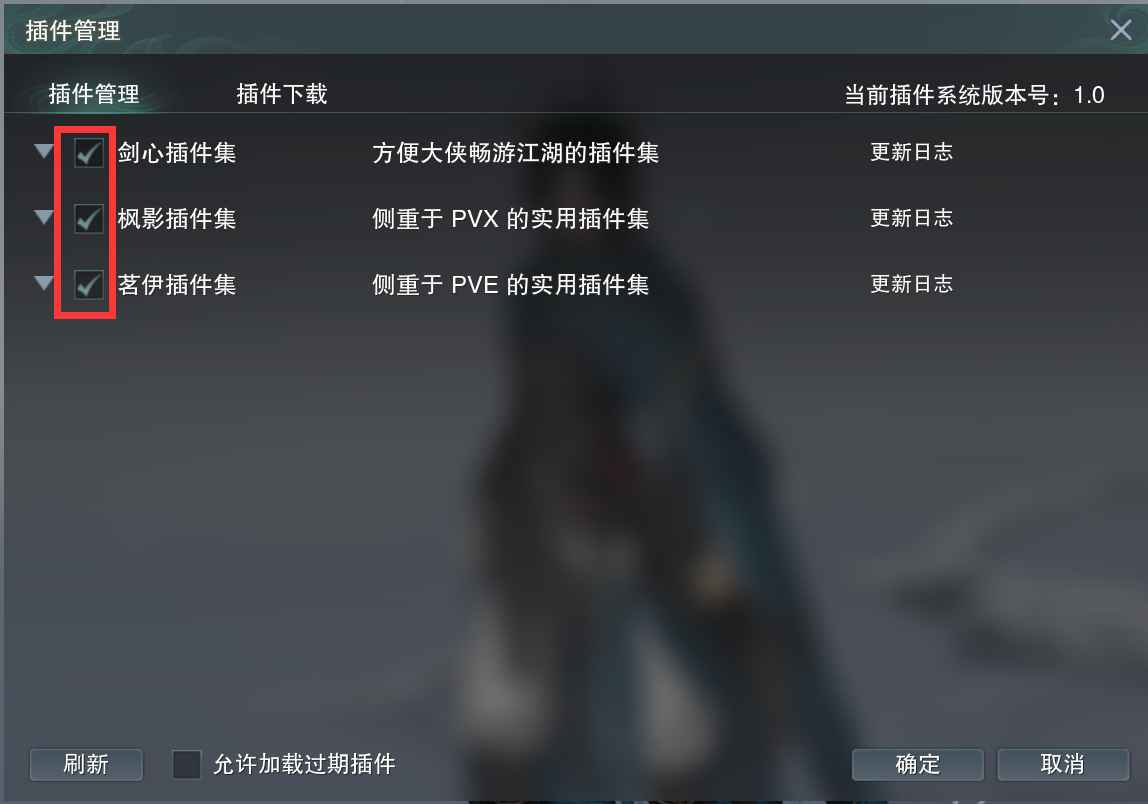 插件管理
插件管理 插件下载 当前插件系统版本号：1.0
剑心插件集 方便大侠畅游江湖的插件集 更新日志
枫影插件集 侧重于 PVX 的实用插件集 更新日志
茗伊插件集 侧重于 PVE 的实用插件集 更新日志
刷新 允许加载过期插件 确定 取消